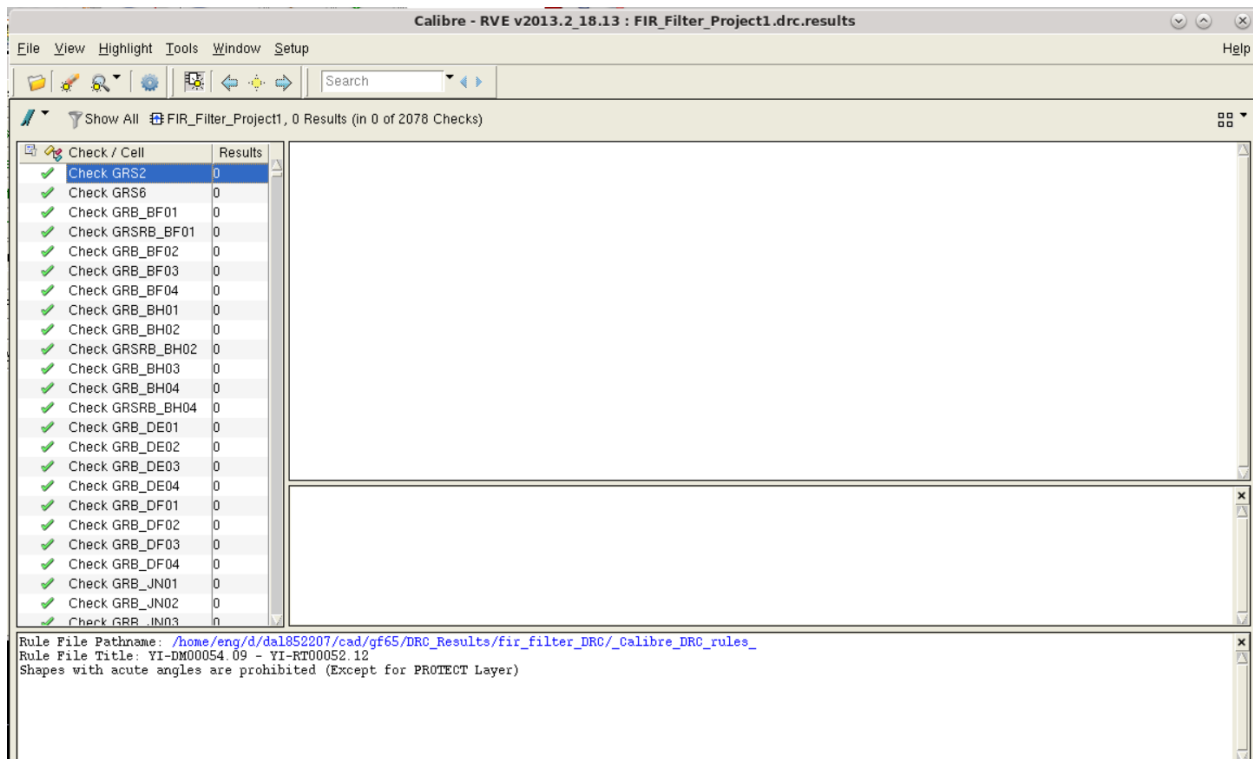 Calibre - RVE v2013.2_18.13 : FIR_Filter_Project1.drc.results
File View Highlight Tools Window Setup Help
Search
Show All FIR_Filter_Project1, 0 Results (in 0 of 2078 Checks)
Check / Cell Results
Check GRS2 0
Check GRS6 0
Check GRB_BF01 0
Check GRSRB_BF01 0
Check GRB_BF02 0
Check GRB_BF03 0
Check GRB_BF04 0
Check GRB_BH01 0
Check GRB_BH02 0
Check GRSRB_BH02 0
Check GRB_BH03 0
Check GRB_BH04 0
Check GRSRB_BH04 0
Check GRB_DE01 0
Check GRB_DE02 0
Check GRB_DE03 0
Check GRB_DE04 0
Check GRB_DF01 0
Check GRB_DF02 0
Check GRB_DF03 0
Check GRB_DF04 0
Check GRB_JN01 0
Check GRB_JN02 0
Check GRB_JN03 0
Rule File Pathname: /home/eng/d/dal852207/cad/gf65/DRC_Results/fir_filter_DRC/_Calibre_DRC_rules_
Rule File Title: YI-DM00054.09 - YI-RT00052.12
Shapes with acute angles are prohibited (Except for PROTECT Layer)